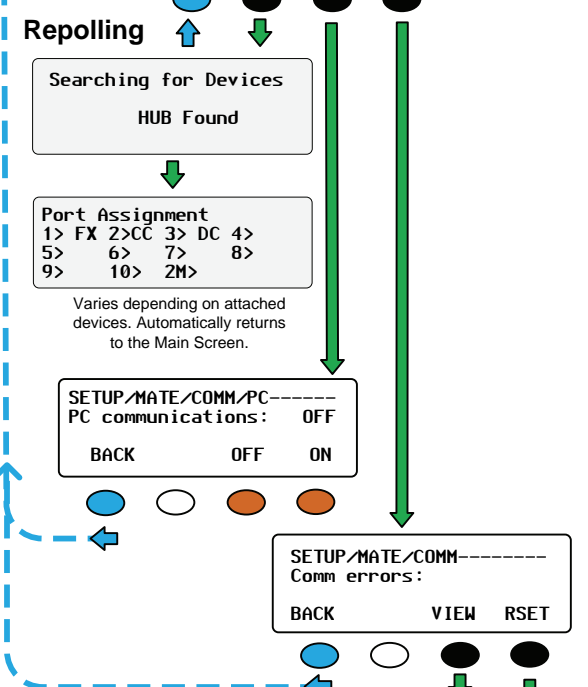 Repolling
Searching for Devices
HUB Found
Port Assignment
1> FX 2>CC 3> DC 4>
5> 6> 7> 8>
9> 10> 2M>
Varies depending on attached
devices. Automatically returns
to the Main Screen.
SETUP/MATE/COMM/PC------
PC communications: OFF
BACK OFF ON
SETUP/MATE/COMM--------
Comm errors:
BACK VIEW RSET